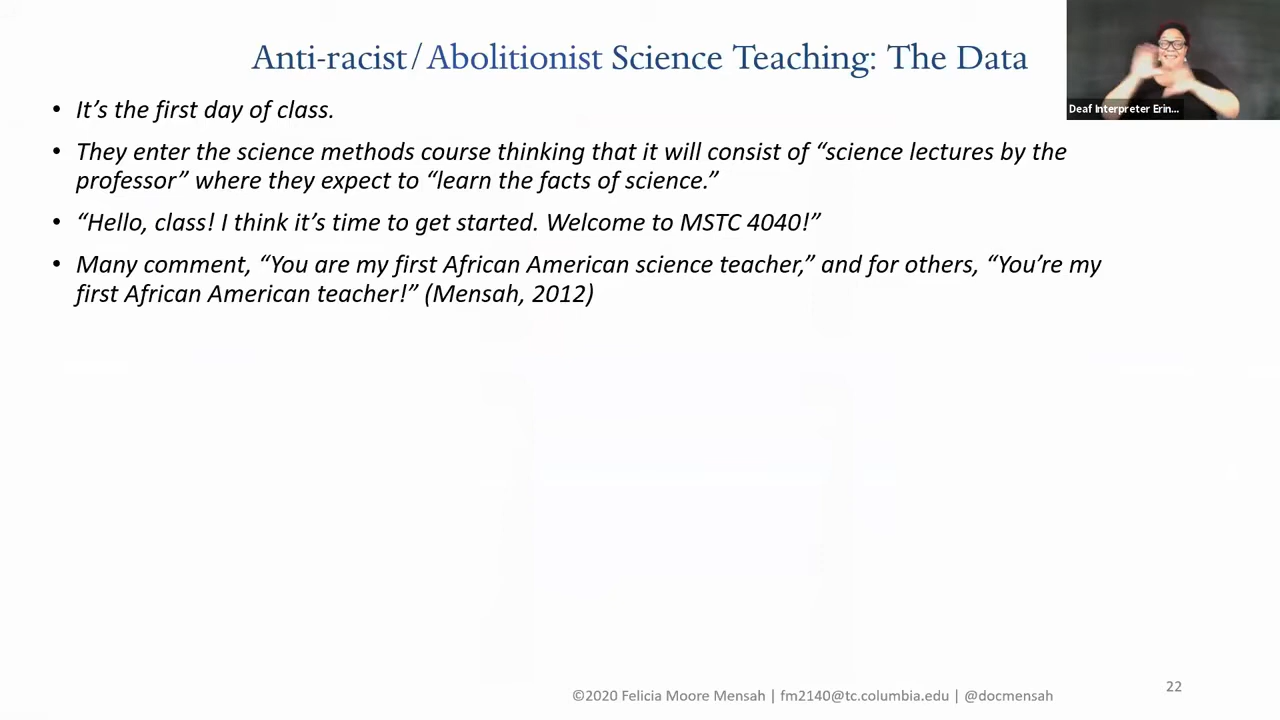 Anti-racist/Abolitionist Science Teaching: The Data
Deaf Interpreter Erin...
• It's the first day of class.
• They enter the science methods course thinking that it will consist of “science lectures by the
professor” where they expect to “learn the facts of science.”
• “Hello, class! I think it’s time to get started. Welcome to MSTC 4040!”
• Many comment, “You are my first African American science teacher,” and for others, “You’re my
first African American teacher!” (Mensah, 2012)
©2020 Felicia Moore Mensah | fm2140@tc.columbia.edu | @docmensah
22